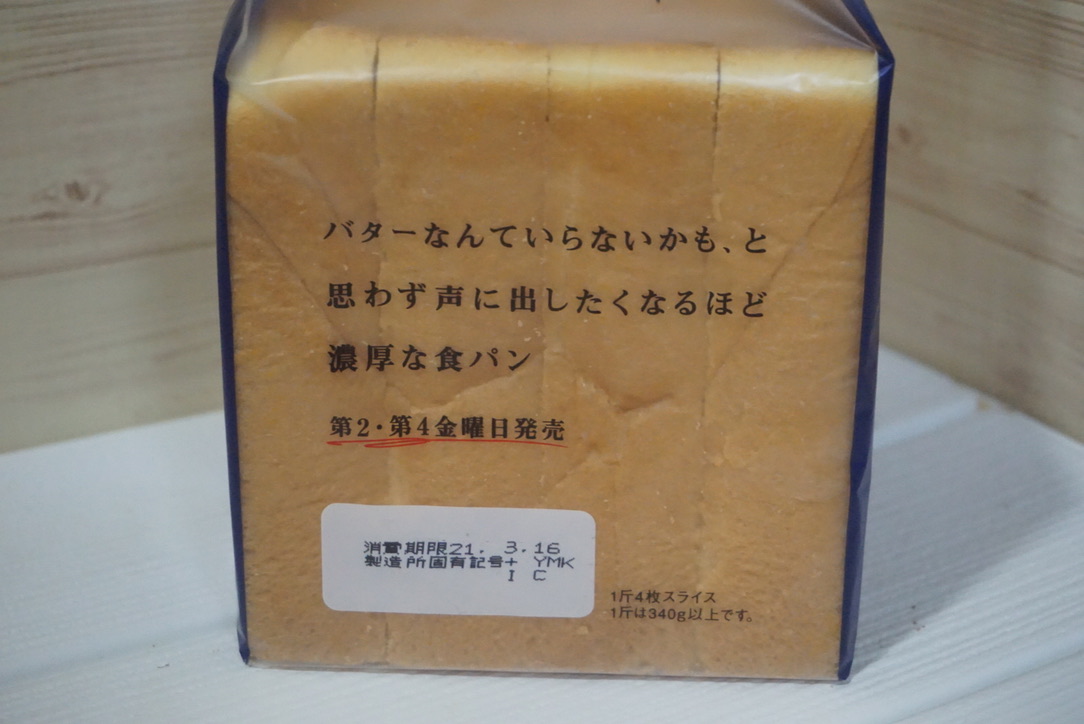 バターなんていらないかも、と
思わず声に出したくなるほど
濃厚な食パン
第2・第4金曜日発売
消費期限21. 3.16
製造所固有記号+ YMK
I C
1斤4枚スライス
1斤は340g以上です。